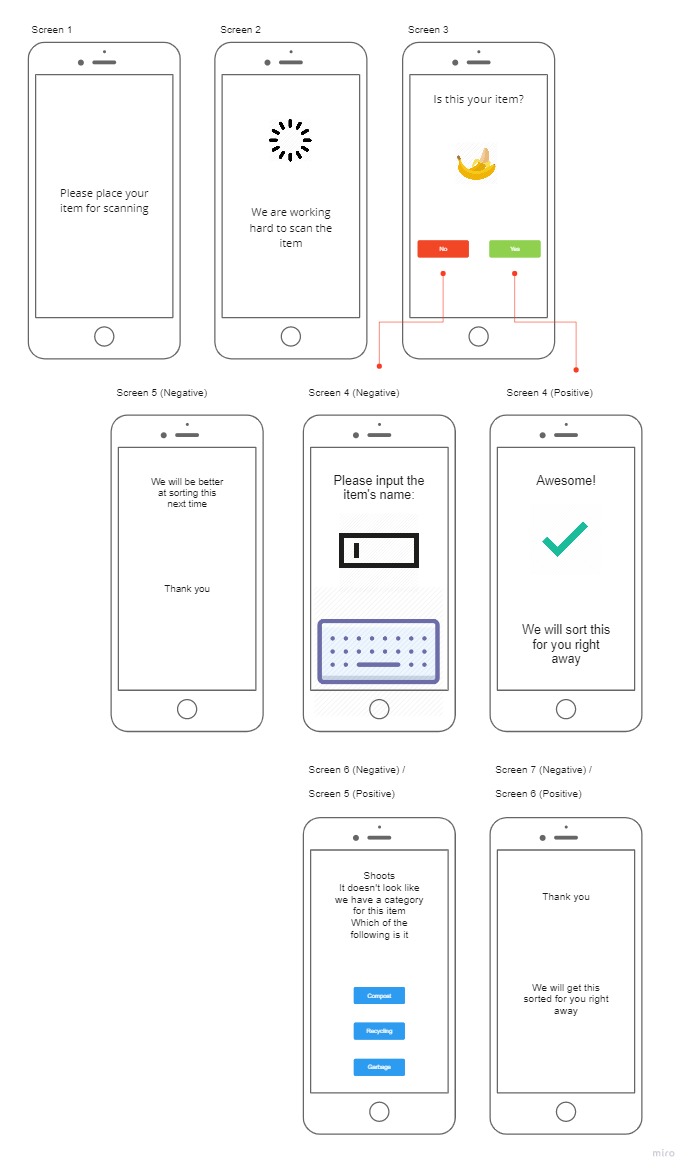 Screen 1
Screen 2
Screen 3
Please place your
item for scanning
We are working
hard to scan the
item
Is this your item?
No
Yes
Screen 5 (Negative)
Screen 4 (Negative)
Screen 4 (Positive)
We will be better
at sorting this
next time
Thank you
Please input the
item's name:
Awesome!
We will sort this
for you right
away
Screen 6 (Negative) /
Screen 5 (Positive)
Screen 7 (Negative) /
Screen 6 (Positive)
Shoots
It doesn't look like
we have a category
for this item
Which of the
following is it
Compost
Recycling
Garbage
Thank you
We will get this
sorted for you right
away
miro